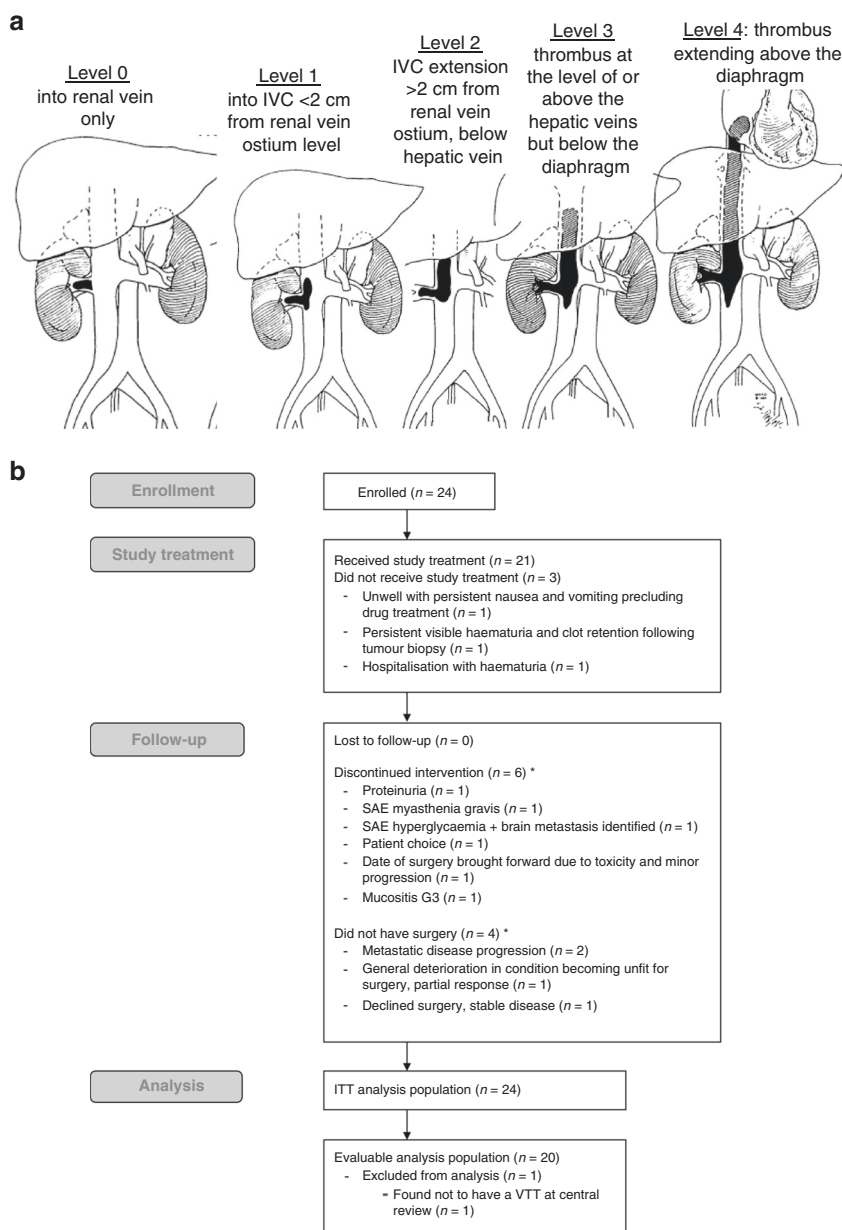 a
Level 0
into renal vein
only
Level 1
into IVC <2 cm
from renal vein
ostium level
Level 2
IVC extension
>2 cm from
renal vein
ostium, below
hepatic vein
Level 3
thrombus at
the level of or
above the
hepatic veins
but below the
diaphragm
Level 4: thrombus
extending above the
diaphragm
b
Enrollment
Enrolled (n = 24)
Study treatment
Received study treatment (n = 21)
Did not receive study treatment (n = 3)
- Unwell with persistent nausea and vomiting precluding
drug treatment (n = 1)
- Persistent visible haematuria and clot retention following
tumour biopsy (n = 1)
- Hospitalisation with haematuria (n = 1)
Follow-up
Lost to follow-up (n = 0)
Discontinued intervention (n = 6) *
- Proteinuria (n = 1)
- SAE myasthenia gravis (n = 1)
- SAE hyperglycaemia + brain metastasis identified (n = 1)
- Patient choice (n = 1)
- Date of surgery brought forward due to toxicity and minor
progression (n = 1)
- Mucositis G3 (n = 1)
Did not have surgery (n = 4) *
- Metastatic disease progression (n = 2)
- General deterioration in condition becoming unfit for
surgery, partial response (n = 1)
- Declined surgery, stable disease (n = 1)
Analysis
ITT analysis population (n = 24)
Evaluable analysis population (n = 20)
- Excluded from analysis (n = 1)
- Found not to have a VTT at central
review (n = 1)